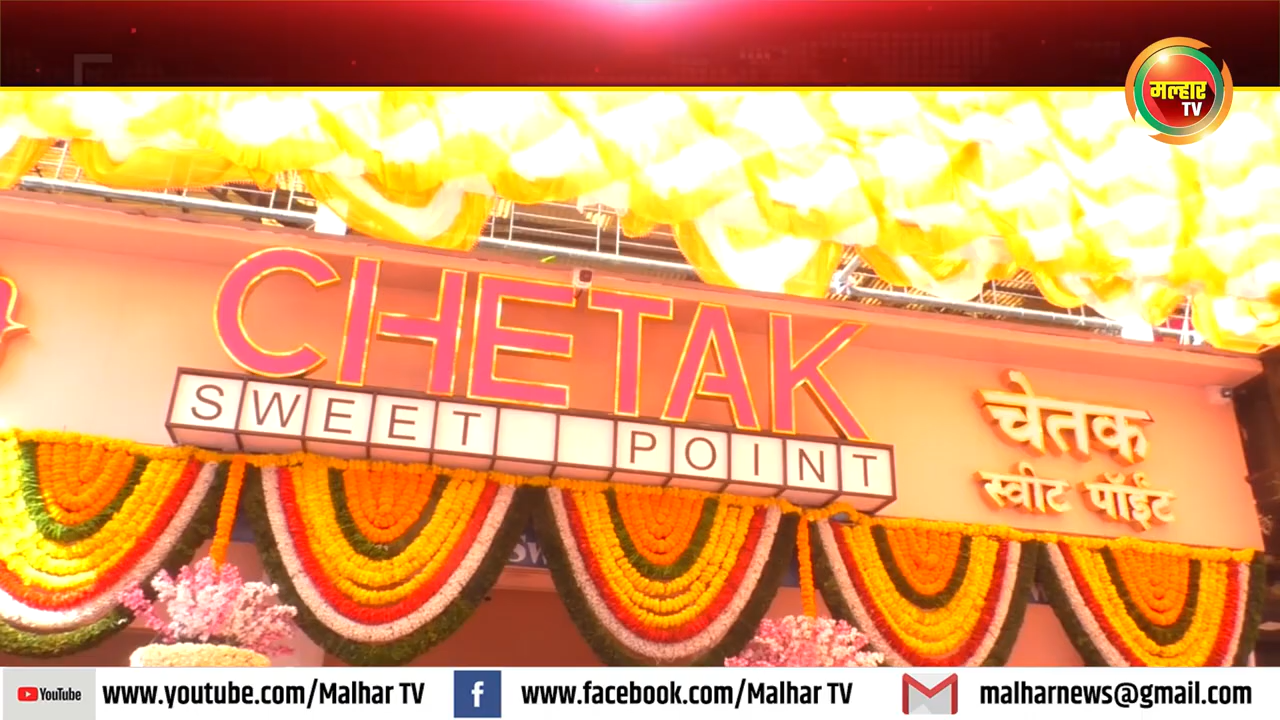 मल्हार
TV
CHETAK
SWEET POINT
चेतक
स्वीट पॉईंट
YouTube
www.youtube.com/Malhar TV
f
www.facebook.com/Malhar TV
malharnews@gmail.com